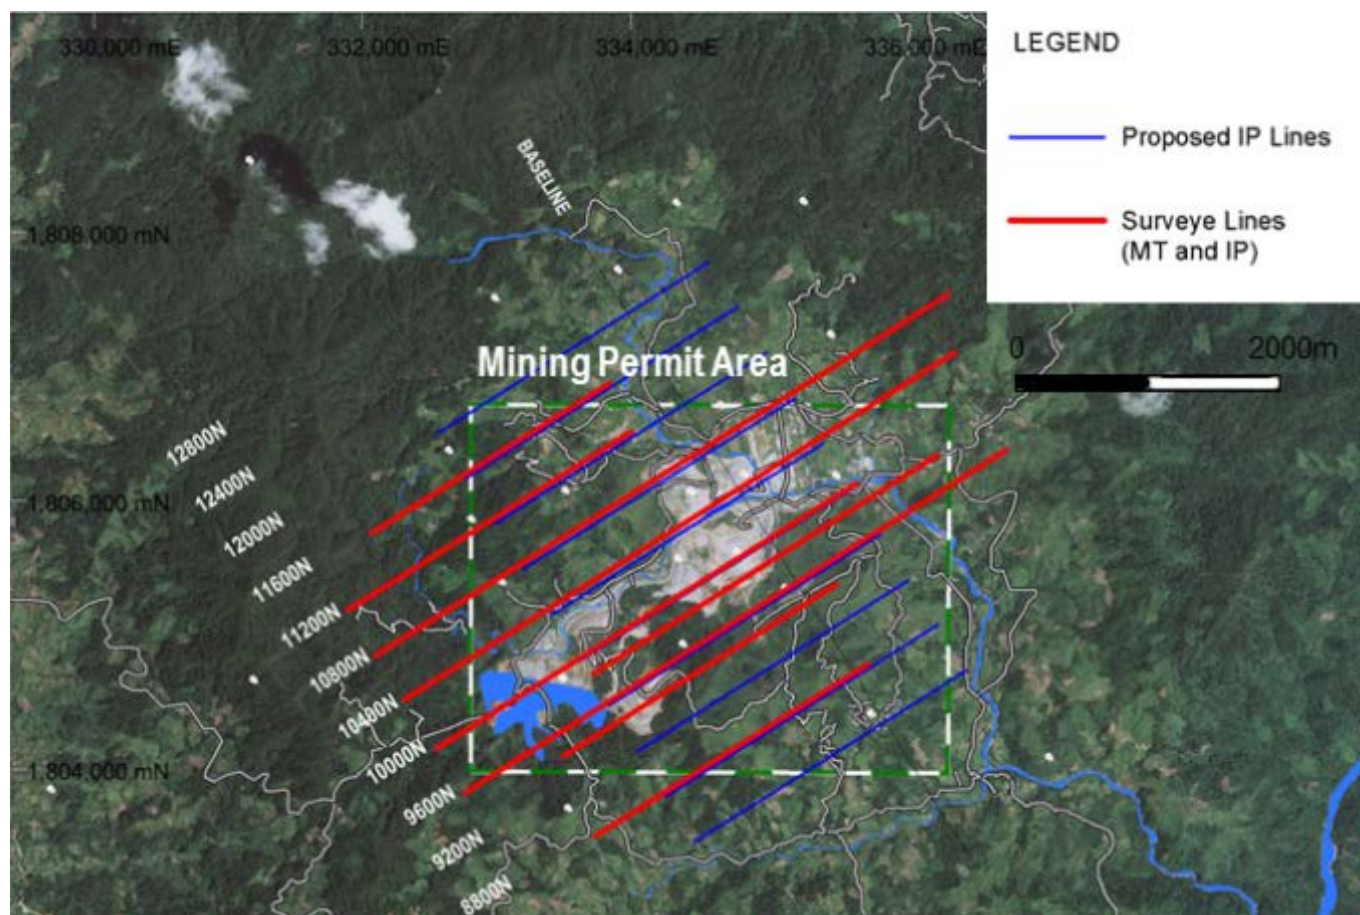 330,000 mE
332,000 mE
334,000 mE
336,000 mE
LEGEND
Proposed IP Lines
Surveye Lines
(MT and IP)
BASELINE
1,808,000 mN
0
2000m
Mining Permit Area
12800N
12400N
1,806,000 mN
12000N
11600N
11200N
10800N
10400N
10000N
1,804,000 mN
9600N
9200N
8800N